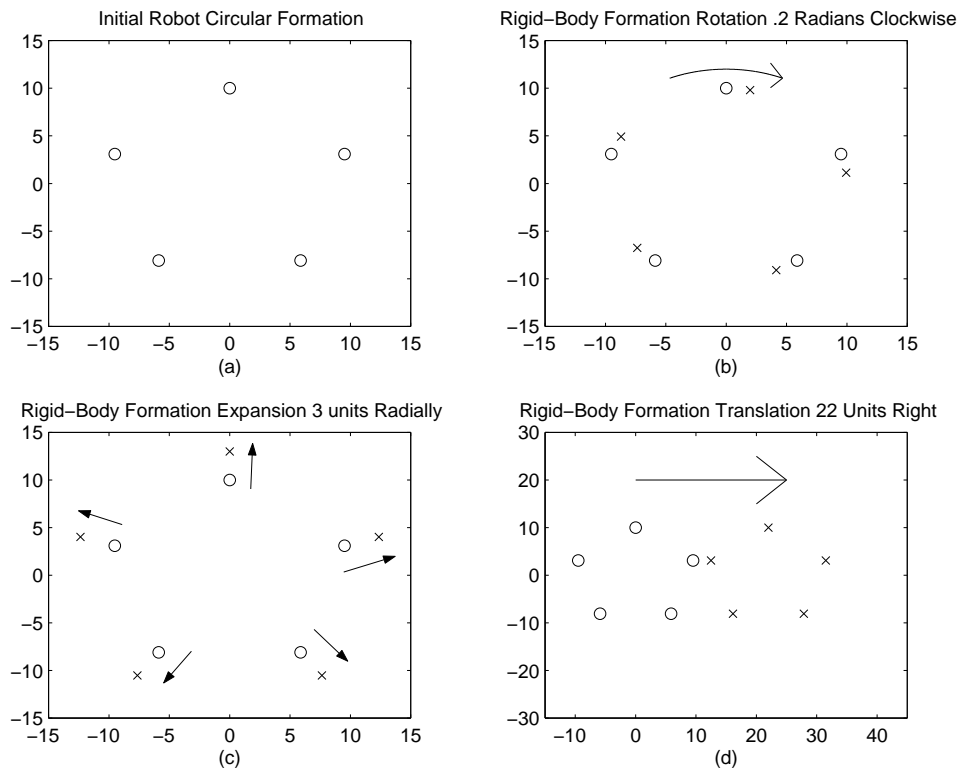 Initial Robot Circular Formation
15
10
5
0
−5
−10
−15
−15 −10 −5 0 5 10 15
(a)
Rigid−Body Formation Rotation .2 Radians Clockwise
15
10
5
0
−5
−10
−15
−15 −10 −5 0 5 10 15
(b)
Rigid−Body Formation Expansion 3 units Radially
15
10
5
0
−5
−10
−15
−15 −10 −5 0 5 10 15
(c)
Rigid−Body Formation Translation 22 Units Right
30
20
10
0
−10
−20
−30
−10 0 10 20 30 40
(d)